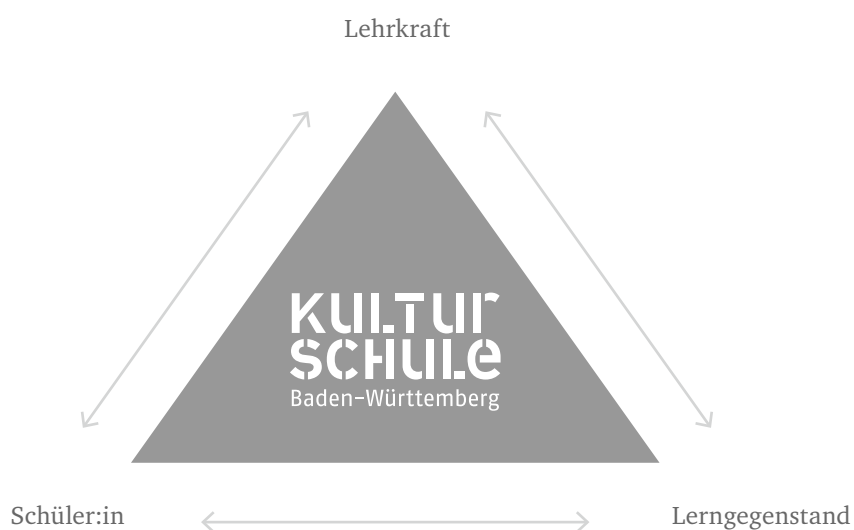 Lehrkraft
KULTUR
SCHULE
Baden-Württemberg
Schüler:in
Lerngegenstand